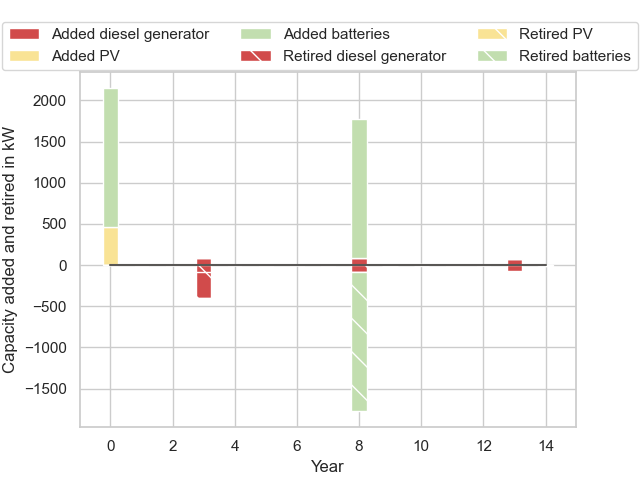 Added diesel generator Added batteries Retired PV
Added PV Retired diesel generator Retired batteries
Capacity added and retired in kW
2000
1500
1000
500
0
−500
−1000
−1500
0 2 4 6 8 10 12 14
Year